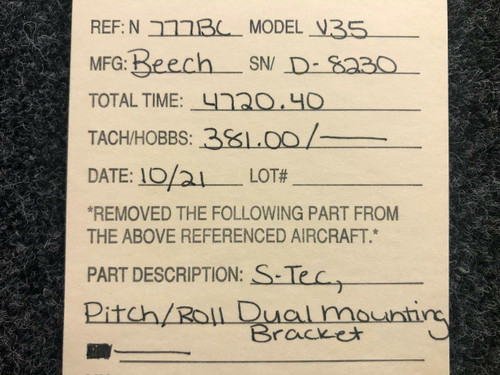 REF: N 777BC MODEL V35
MFG: Beech SN/ D-8230
TOTAL TIME: 4720.40
TACH/HOBBS: 381.00/—
DATE: 10/21 LOT#
*REMOVED THE FOLLOWING PART FROM
THE ABOVE REFERENCED AIRCRAFT.*
PART DESCRIPTION: S-Tec,
Pitch/Roll Dual Mounting
Bracket